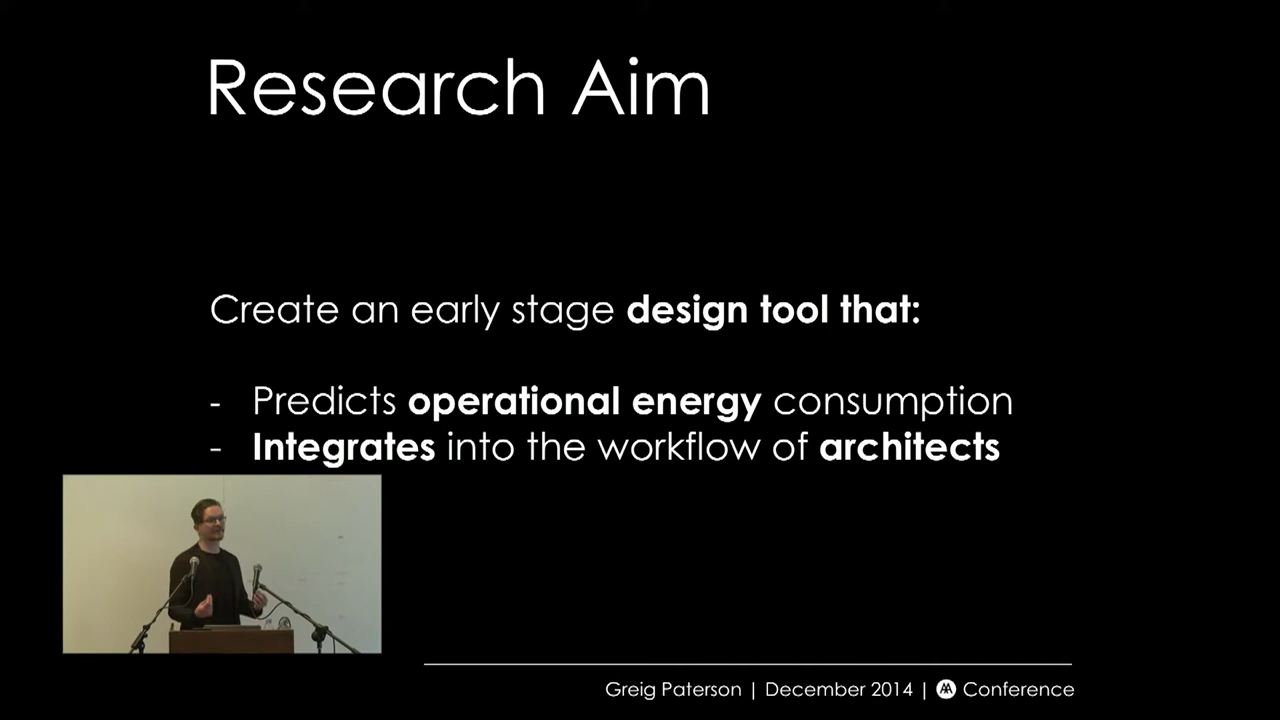 Research Aim
Create an early stage design tool that:
- Predicts operational energy consumption
- Integrates into the workflow of architects
Greig Paterson | December 2014 | AA Conference